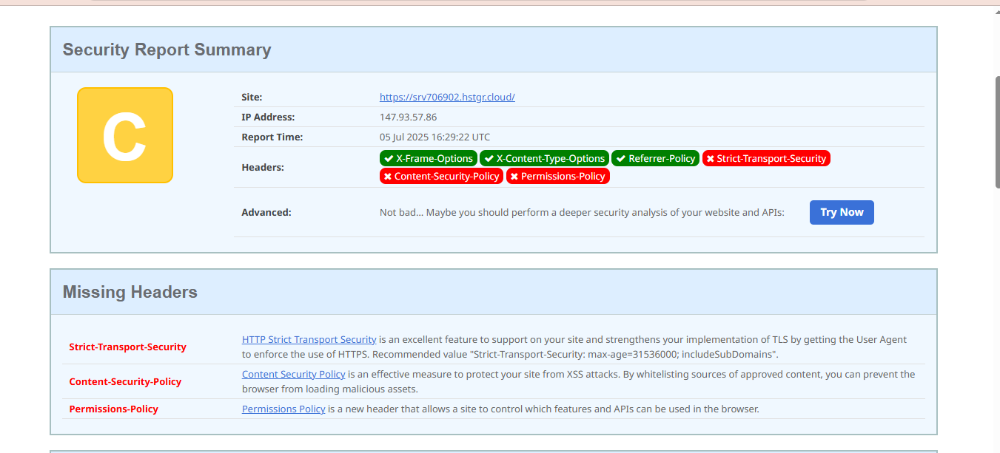 Security Report Summary
C
Site: https://srv706902.hstgr.cloud/
IP Address: 147.93.57.86
Report Time: 05 Jul 2025 16:29:22 UTC
Headers: ✔ X-Frame-Options ✔ X-Content-Type-Options ✔ Referrer-Policy ✖ Strict-Transport-Security
✖ Content-Security-Policy ✖ Permissions-Policy
Advanced: Not bad… Maybe you should perform a deeper security analysis of your website and APIs: Try Now
Missing Headers
Strict-Transport-Security HTTP Strict Transport Security is an excellent feature to support on your site and strengthens your implementation of TLS by getting the User Agent
to enforce the use of HTTPS. Recommended value "Strict-Transport-Security: max-age=31536000; includeSubDomains".
Content-Security-Policy Content Security Policy is an effective measure to protect your site from XSS attacks. By whitelisting sources of approved content, you can prevent the
browser from loading malicious assets.
Permissions-Policy Permissions Policy is a new header that allows a site to control which features and APIs can be used in the browser.